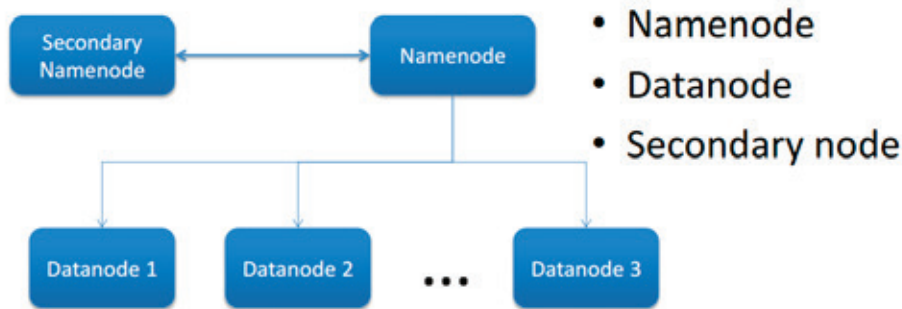 Secondary
Namenode
Namenode
• Namenode
• Datanode
• Secondary node
Datanode 1
Datanode 2
...
Datanode 3